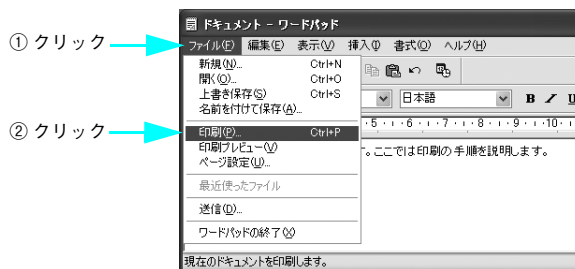 ドキュメント - ワードパッド
① クリック
ファイル(F) 編集(E) 表示(V) 挿入(I) 書式(O) ヘルプ(H)
新規(N)... Ctrl+N
開く(O)... Ctrl+O
上書き保存(S) Ctrl+S
名前を付けて保存(A)...
日本語 B / U
② クリック
印刷(P)... Ctrl+P
· 5 · 6 · 7 · 8 · 9 · 10 ·
印刷プレビュー(V)
ページ設定(U)...
。ここでは印刷の手順を説明します。
最近使ったファイル
送信(D)...
ワードパッドの終了(X)
現在のドキュメントを印刷します。